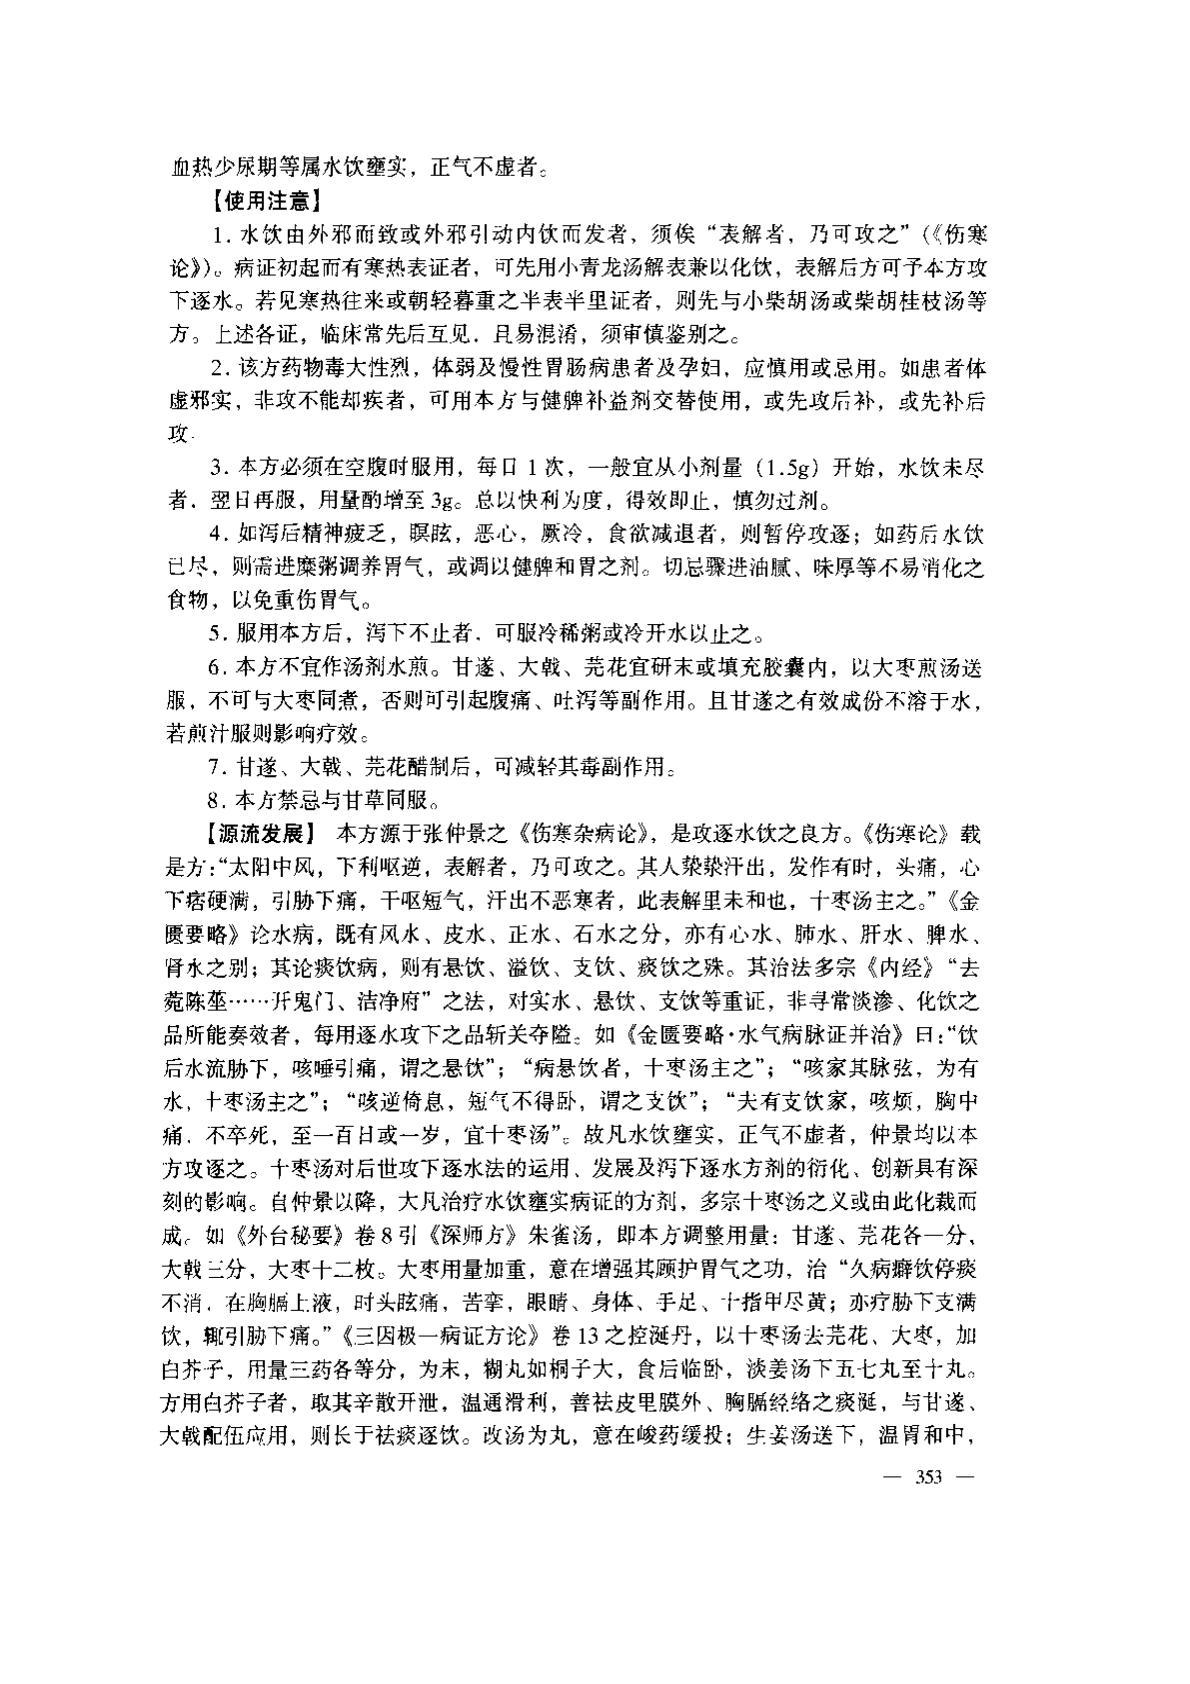 血热少尿期等属水饮壅实，正气不虚者。
【使用注意】
1. 水饮由外邪而致或外邪引动内饮而发者，须俟“表解者，乃可攻之”（《伤寒
论》）。病证初起而有寒热表证者，可先用小青龙汤解表兼以化饮，表解后方可予本方攻
下逐水。若见寒热往来或朝轻暮重之半表半里证者，则先与小柴胡汤或柴胡桂枝汤等
方。上述各证，临床常先后互见，且易混淆，须审慎鉴别之。
2. 该方药物毒大性烈，体弱及慢性胃肠病患者及孕妇，应慎用或忌用。如患者体
虚邪实，非攻不能却疾者，可用本方与健脾补益剂交替使用，或先攻后补，或先补后
攻.
3. 本方必须在空腹时服用，每日 1 次，一般宜从小剂量（1.5g）开始，水饮未尽
者，翌日再服，用量酌增至 3g。总以快利为度，得效即止，慎勿过剂。
4. 如泻后精神疲乏，瞑眩，恶心，厥冷，食欲减退者，则暂停攻逐；如药后水饮
已尽，则需进糜粥调养胃气，或调以健脾和胃之剂。切忌骤进油腻、味厚等不易消化之
食物，以免重伤胃气。
5. 服用本方后，泻下不止者，可服冷稀粥或冷开水以止之。
6. 本方不宜作汤剂水煎。甘遂、大戟、芫花宜研末或填充胶囊内，以大枣煎汤送
服，不可与大枣同煮，否则可引起腹痛、吐泻等副作用。且甘遂之有效成份不溶于水，
若煎汁服则影响疗效。
7. 甘遂、大戟、芫花醋制后，可减轻其毒副作用。
8. 本方禁忌与甘草同服。
【源流发展】 本方源于张仲景之《伤寒杂病论》，是攻逐水饮之良方。《伤寒论》载
是方：“太阳中风，下利呕逆，表解者，乃可攻之。其人漐漐汗出，发作有时，头痛，心
下痞硬满，引胁下痛，干呕短气，汗出不恶寒者，此表解里未和也，十枣汤主之。”《金
匮要略》论水病，既有风水、皮水、正水、石水之分，亦有心水、肺水、肝水、脾水、
肾水之别；其论痰饮病，则有悬饮、溢饮、支饮、痰饮之殊。其治法多宗《内经》“去
菀陈莝……开鬼门、洁净府”之法，对实水、悬饮、支饮等重证，非寻常淡渗、化饮之
品所能奏效者，每用逐水攻下之品斩关夺隘。如《金匮要略·水气病脉证并治》曰：“饮
后水流胁下，咳唾引痛，谓之悬饮”；“病悬饮者，十枣汤主之”；“咳家其脉弦，为有
水，十枣汤主之”；“咳逆倚息，短气不得卧，谓之支饮”；“夫有支饮家，咳烦，胸中
痛，不卒死，至一百日或一岁，宜十枣汤”。故凡水饮壅实，正气不虚者，仲景均以本
方攻逐之。十枣汤对后世攻下逐水法的运用、发展及泻下逐水方剂的衍化、创新具有深
刻的影响。自仲景以降，大凡治疗水饮壅实病证的方剂，多宗十枣汤之义或由此化裁而
成。如《外台秘要》卷 8 引《深师方》朱雀汤，即本方调整用量：甘遂、芫花各一分，
大戟三分，大枣十二枚。大枣用量加重，意在增强其顾护胃气之功，治“久病癖饮停痰
不消，在胸膈上液，时头眩痛，苦挛，眼睛、身体、手足、十指甲尽黄；亦疗胁下支满
饮，辄引胁下痛。”《三因极一病证方论》卷 13 之控涎丹，以十枣汤去芫花、大枣，加
白芥子，用量三药各等分，为末，糊丸如桐子大，食后临卧，淡姜汤下五七丸至十丸。
方用白芥子者，取其辛散开泄，温通滑利，善祛皮里膜外、胸膈经络之痰涎，与甘遂、
大戟配伍应用，则长于祛痰逐饮。改汤为丸，意在峻药缓投；生姜汤送下，温胃和中，
— 353 —